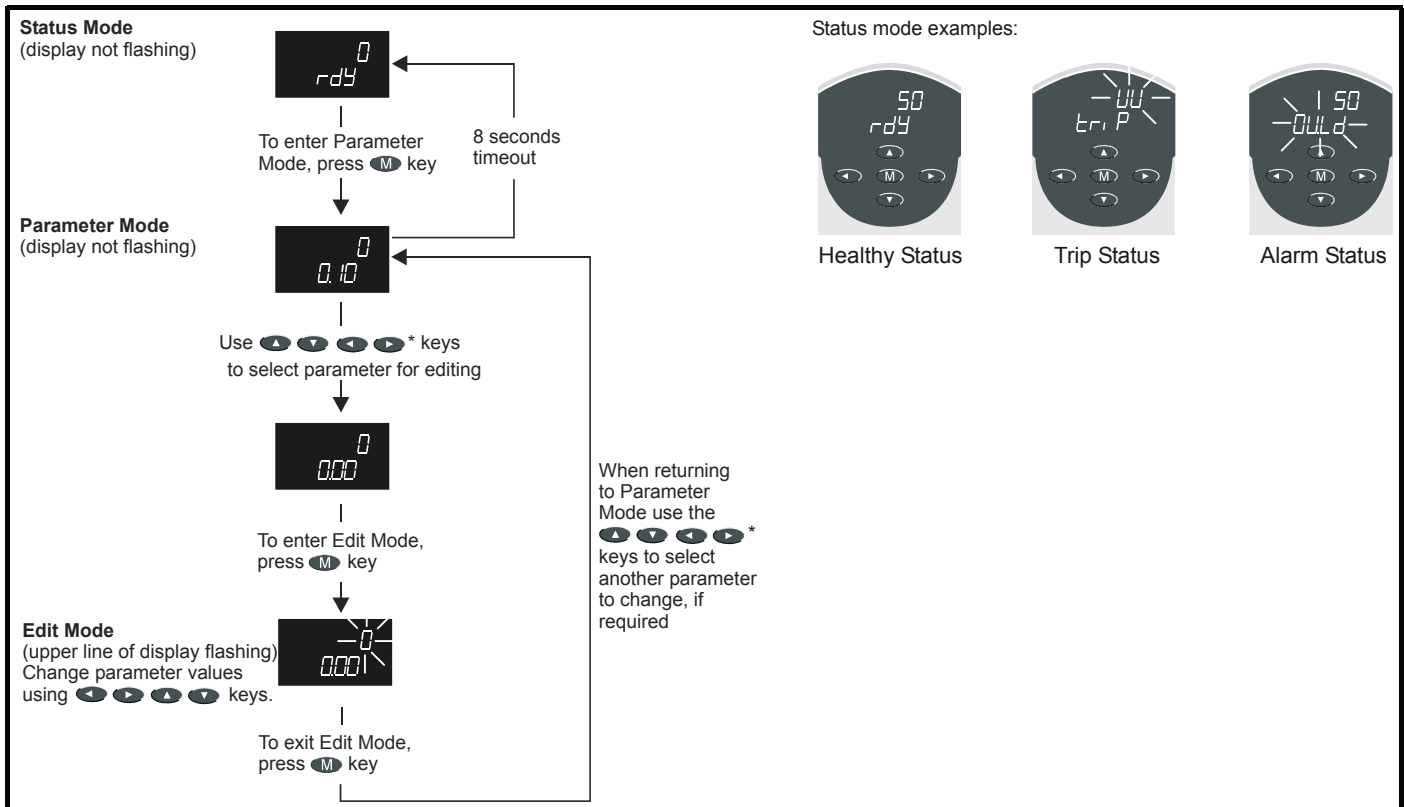 Status Mode
(display not flashing)
0
rdY
To enter Parameter
Mode, press M key
8 seconds
timeout
Parameter Mode
(display not flashing)
0
0.10
Use * keys
to select parameter for editing
0
0.00
To enter Edit Mode,
press M key
Edit Mode
(upper line of display flashing)
Change parameter values
using keys.
0
0.00
To exit Edit Mode,
press M key
When returning
to Parameter
Mode use the
*
keys to select
another parameter
to change, if
required
Status mode examples:
50
rdY
M
Healthy Status
UU
triP
M
Trip Status
50
OULd
M
Alarm Status